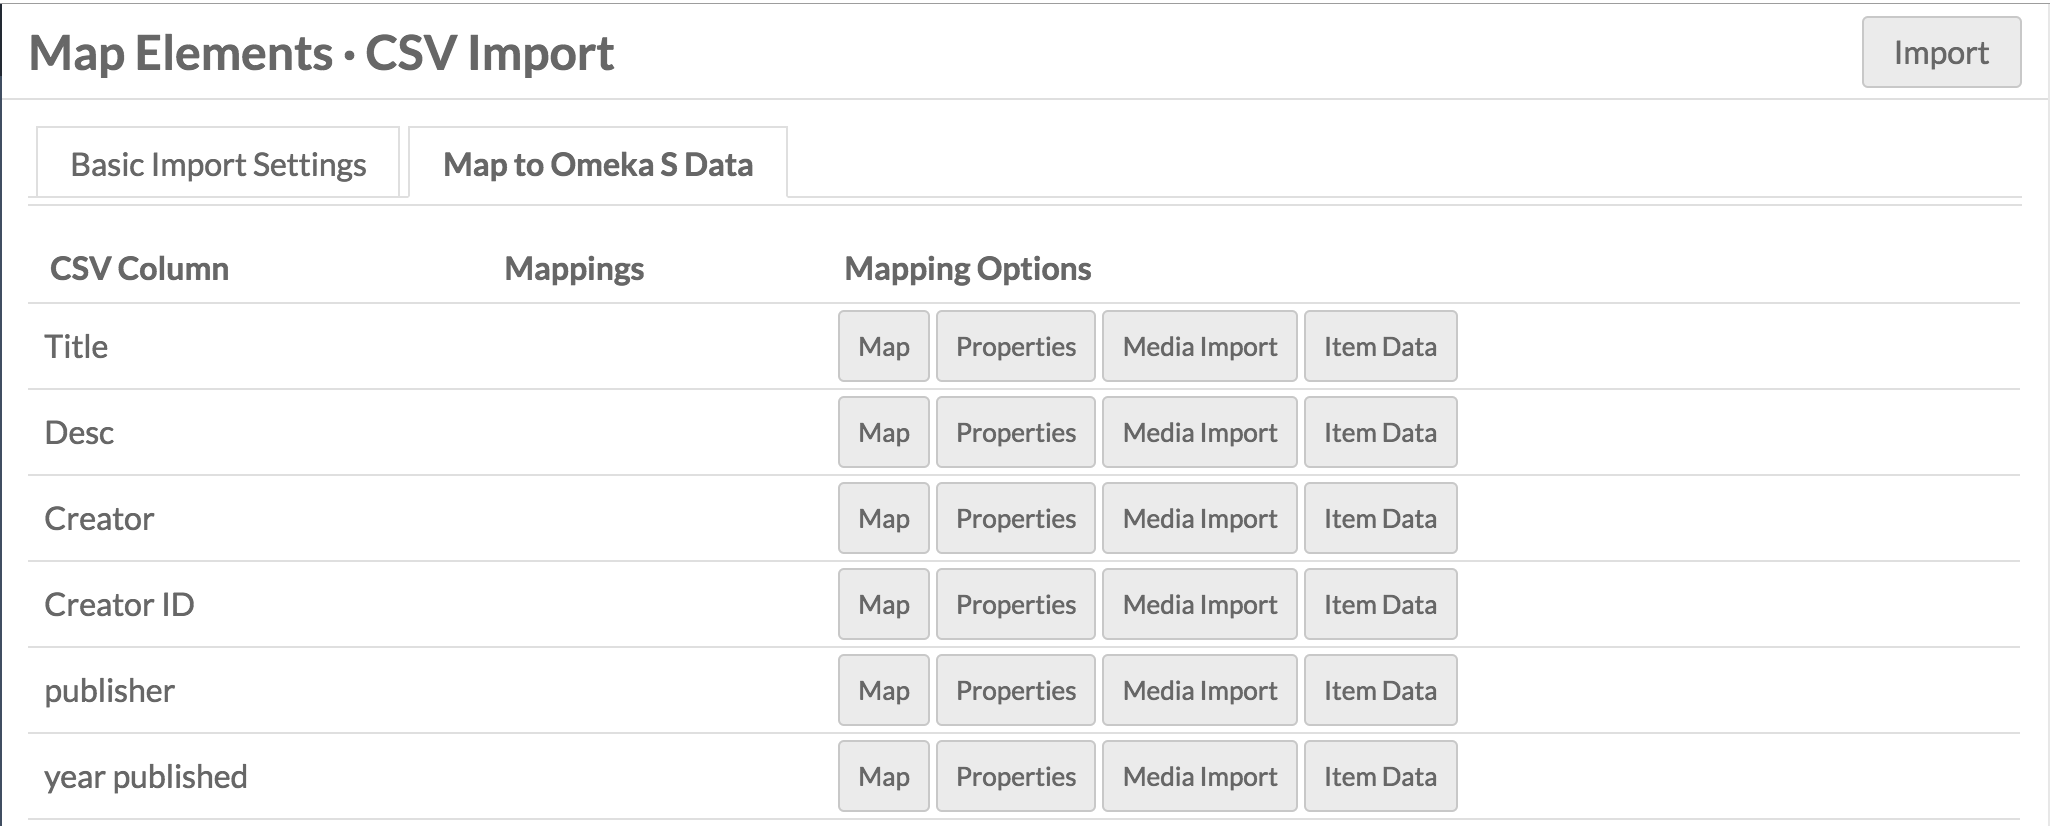 Map Elements · CSV Import
Import
Basic Import Settings
Map to Omeka S Data
CSV Column Mappings Mapping Options
Title Map Properties Media Import Item Data
Desc Map Properties Media Import Item Data
Creator Map Properties Media Import Item Data
Creator ID Map Properties Media Import Item Data
publisher Map Properties Media Import Item Data
year published Map Properties Media Import Item Data